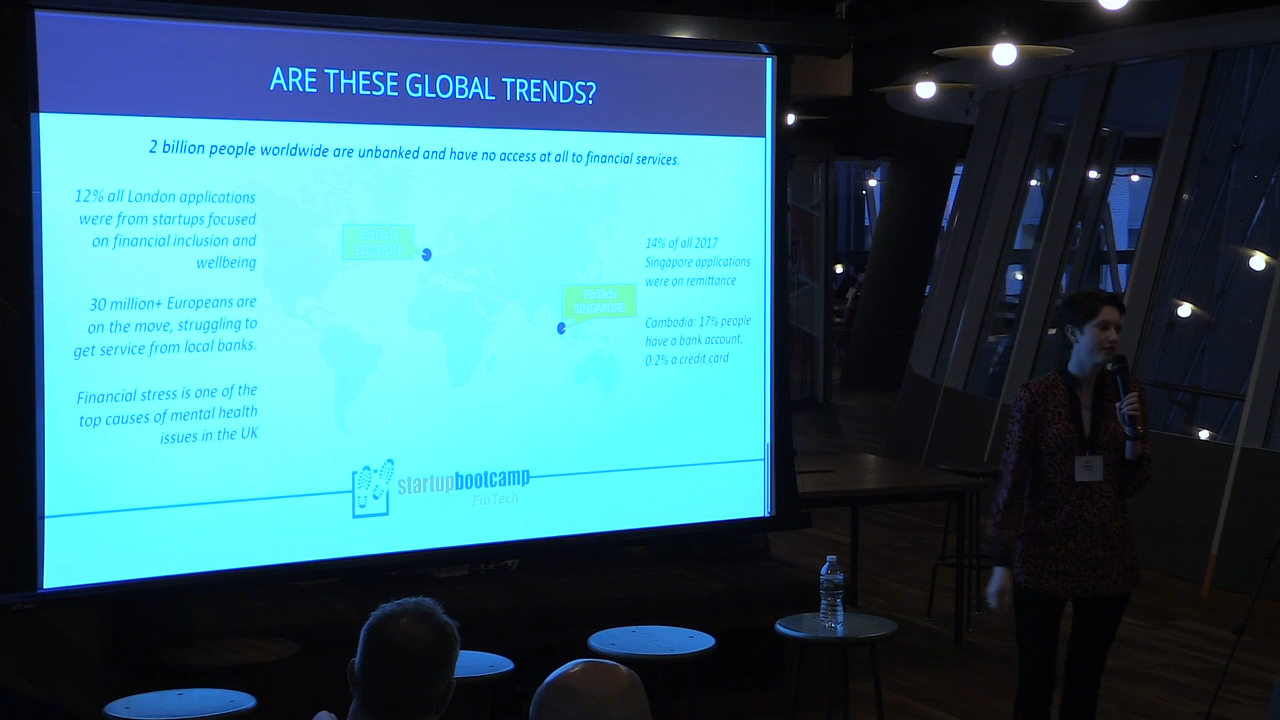 ARE THESE GLOBAL TRENDS?
2 billion people worldwide are unbanked and have no access at all to financial services.
12% all London applications
were from startups focused
on financial inclusion and
wellbeing
30 million+ Europeans are
on the move, struggling to
get service from local banks.
Financial stress is one of the
top causes of mental health
issues in the UK
FinTech
LONDON
FinTech
SINGAPORE
14% of all 2017
Singapore applications
were on remittance
Cambodia: 17% people
have a bank account,
0.2% a credit card
startupbootcamp
FinTech